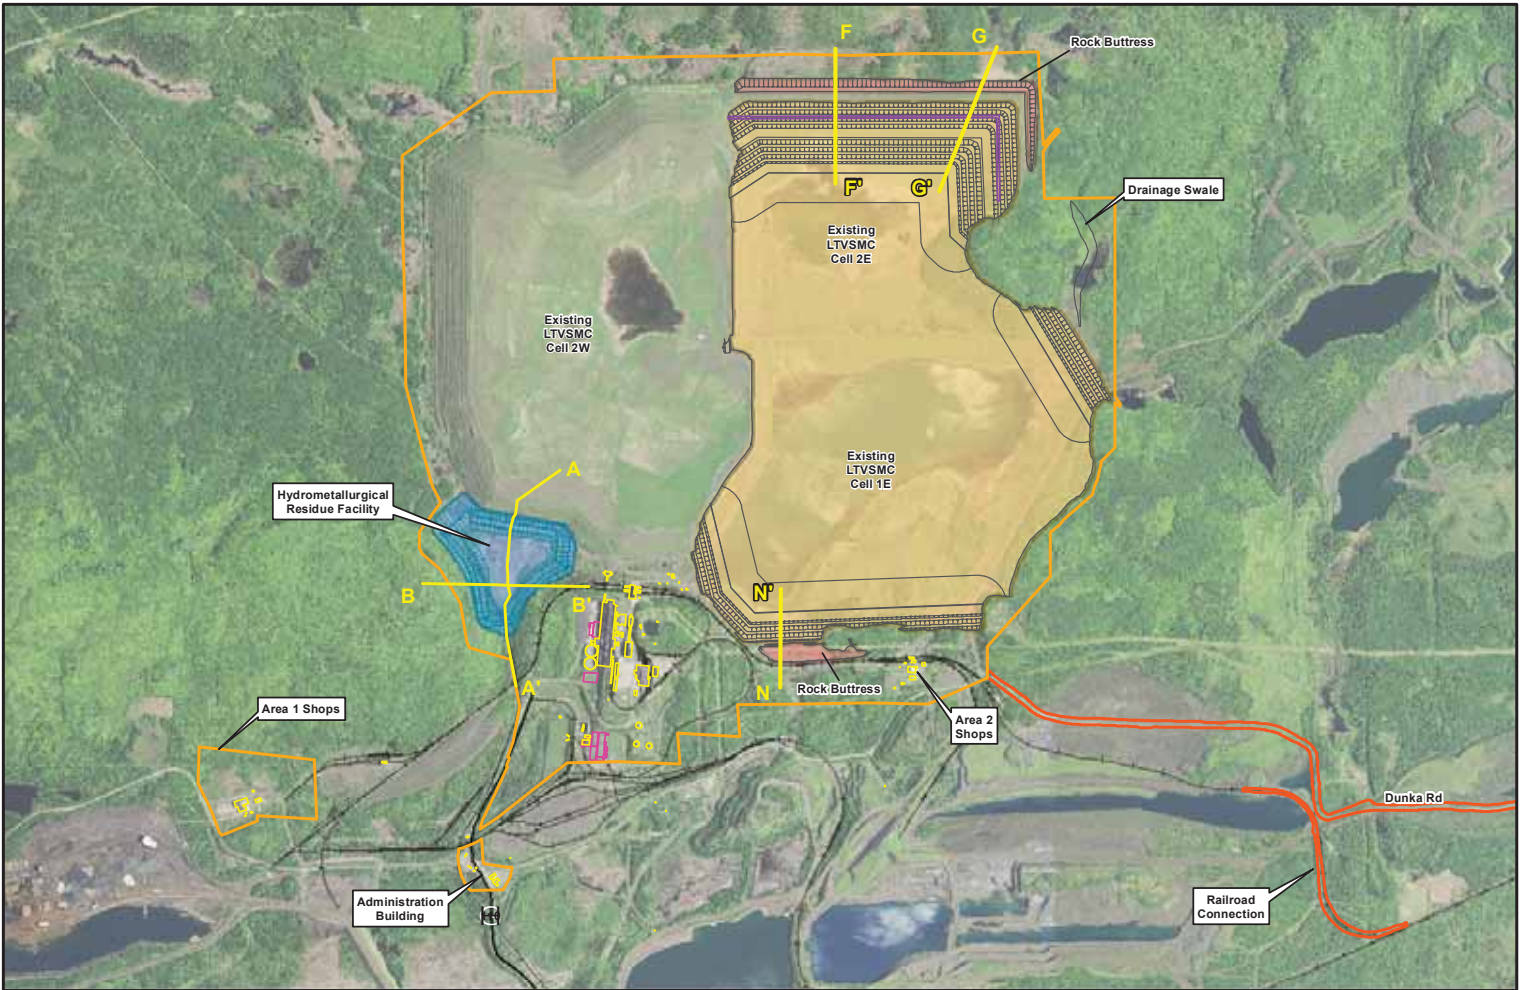 F
G
Rock Buttress
F'
G'
Drainage Swale
Existing
LTVSMC
Cell 2E
Existing
LTVSMC
Cell 2W
Existing
LTVSMC
Cell 1E
A
Hydrometallurgical
Residue Facility
B
B'
N'
A'
N
Rock Buttress
Area 1 Shops
Area 2
Shops
Dunka Rd
Administration
Building
Railroad
Connection